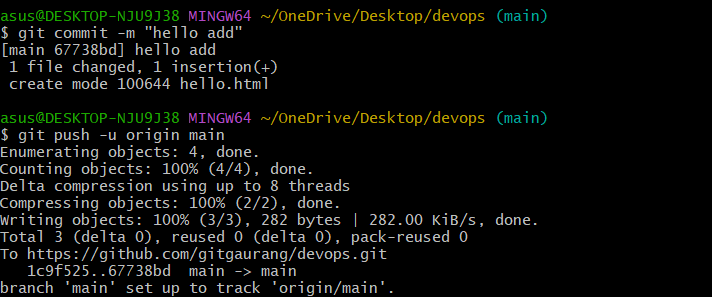 asus@DESKTOP-NJU9J38 MINGW64 ~/OneDrive/Desktop/devops (main)
$ git commit -m "hello add"
[main 67738bd] hello add
 1 file changed, 1 insertion(+)
 create mode 100644 hello.html

asus@DESKTOP-NJU9J38 MINGW64 ~/OneDrive/Desktop/devops (main)
$ git push -u origin main
Enumerating objects: 4, done.
Counting objects: 100% (4/4), done.
Delta compression using up to 8 threads
Compressing objects: 100% (2/2), done.
Writing objects: 100% (3/3), 282 bytes | 282.00 KiB/s, done.
Total 3 (delta 0), reused 0 (delta 0), pack-reused 0
To https://github.com/gitgaurang/devops.git
   1c9f525..67738bd  main -> main
branch 'main' set up to track 'origin/main'.